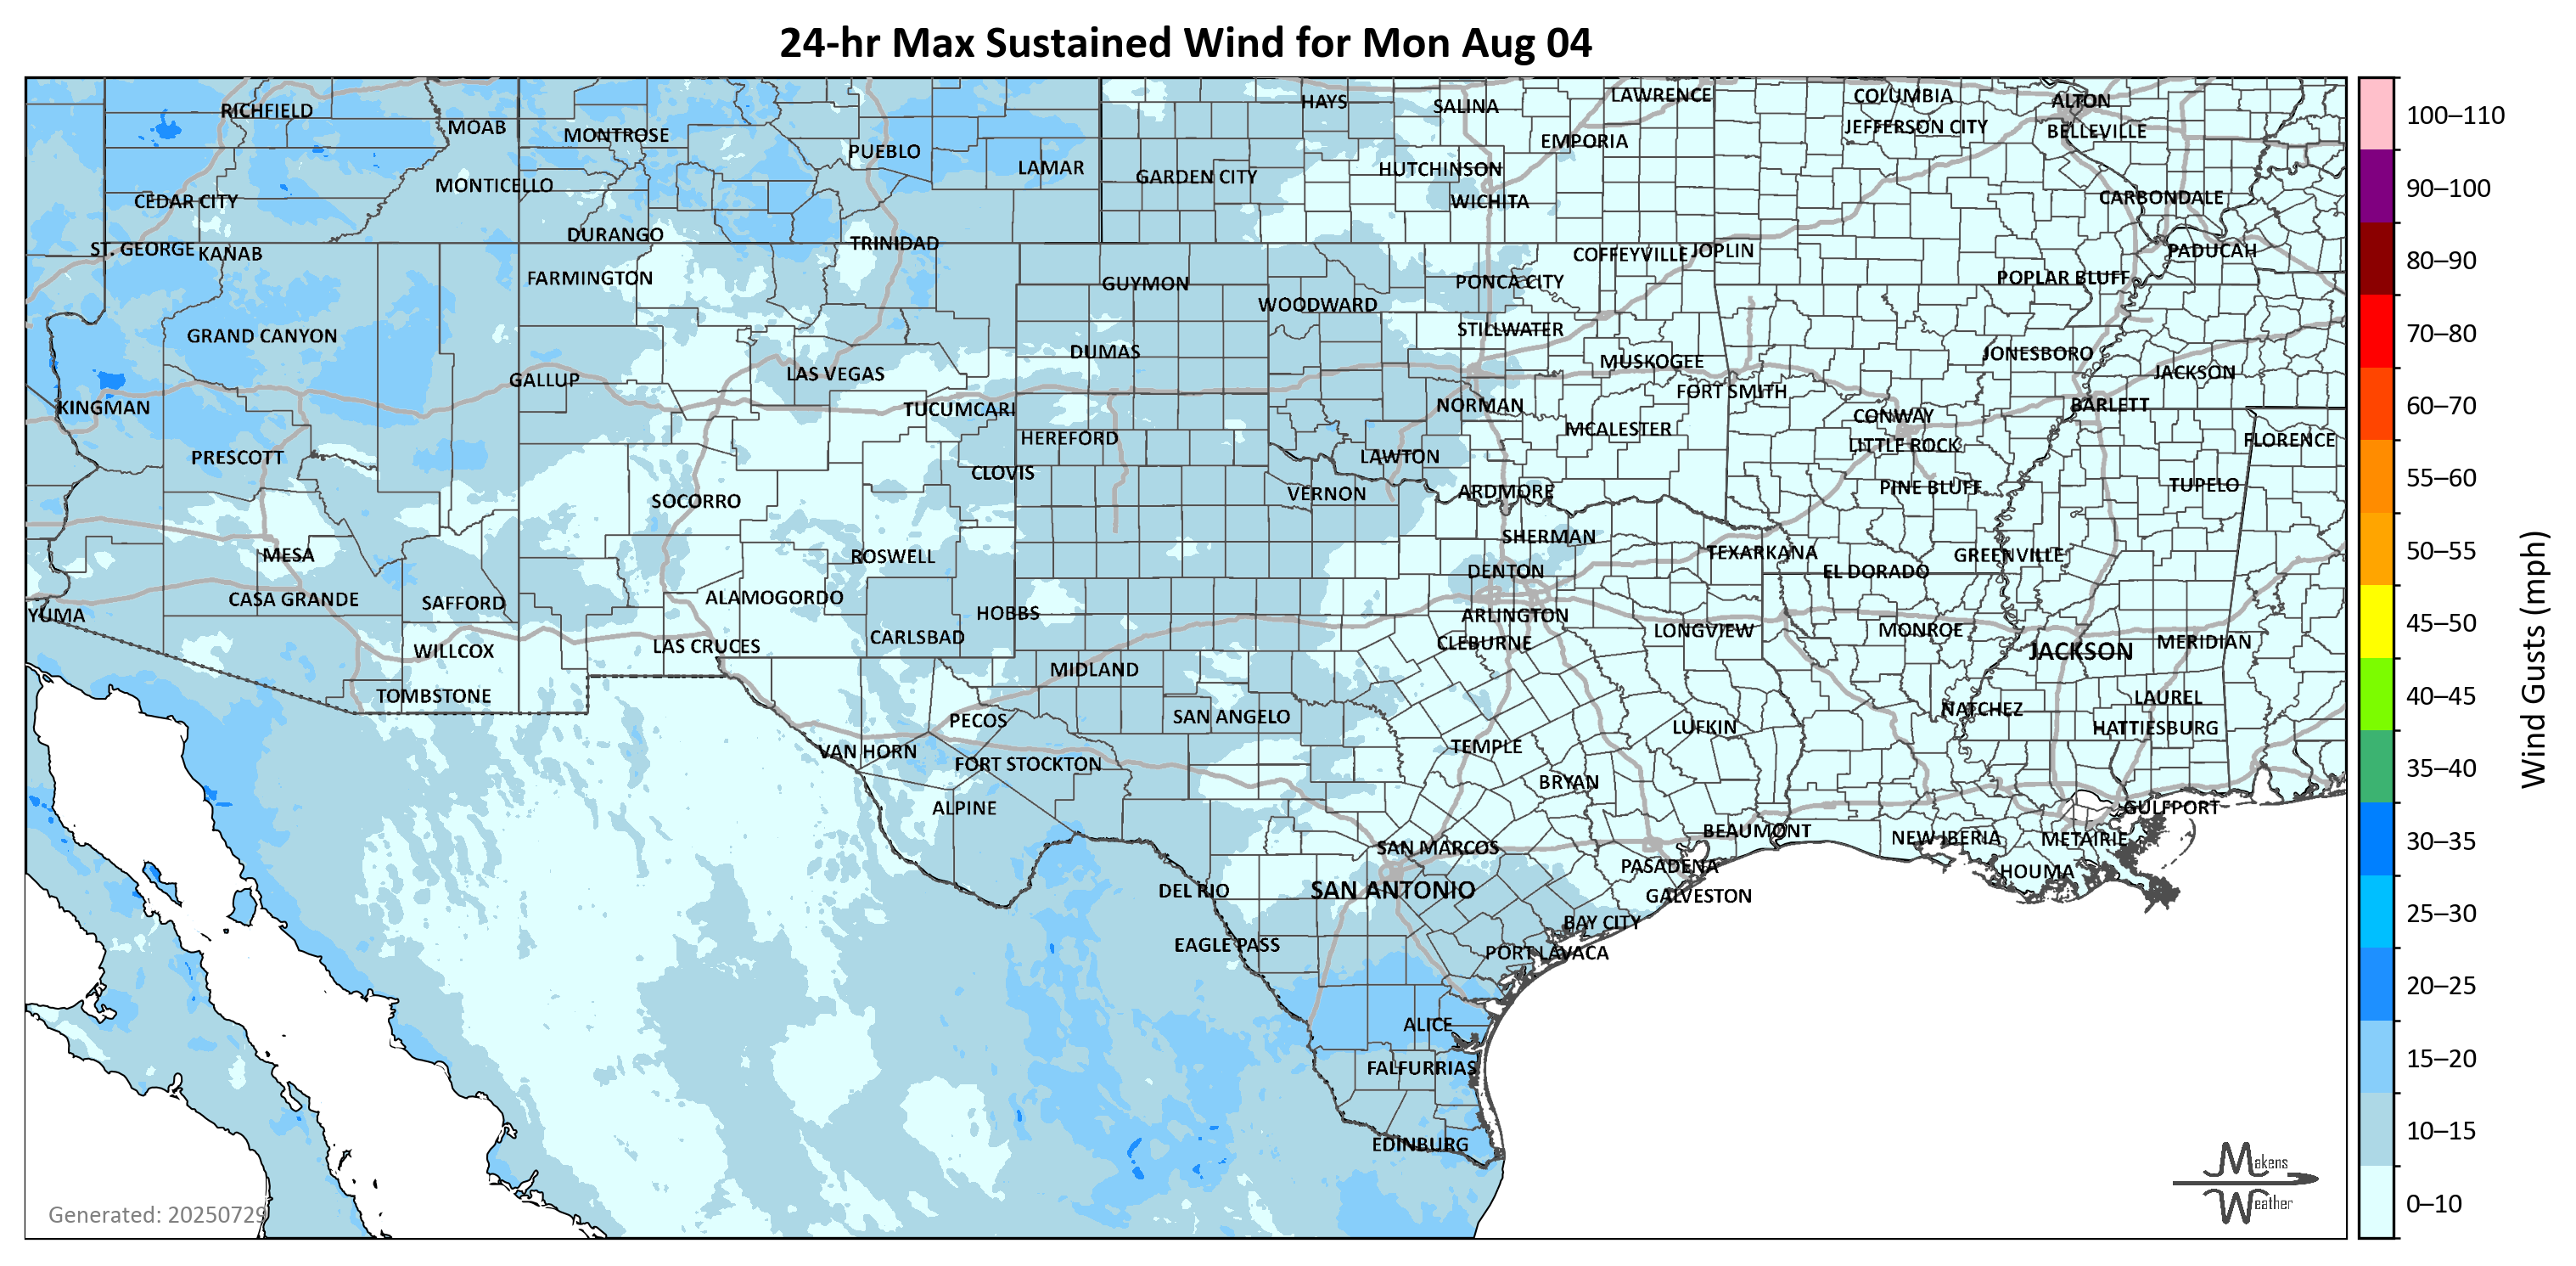 24-hr Max Sustained Wind for Mon Aug 04
RICHFIELD
MOAB
MONTROSE
PUEBLO
LAMAR
HAYS
SALINA
LAWRENCE
COLUMBIA
ALTON
JEFFERSON CITY
BELLEVILLE
EMPORIA
HUTCHINSON
GARDEN CITY
MONTICELLO
CEDAR CITY
WICHITA
CARBONDALE
ST. GEORGE
KANAB
DURANGO
TRINIDAD
COFFEYVILLE
JOPLIN
PADUCAH
FARMINGTON
GUYMON
PONCA CITY
POPLAR BLUFF
WOODWARD
GRAND CANYON
STILLWATER
DUMAS
MUSKOGEE
JONESBORO
GALLUP
LAS VEGAS
FORT SMITH
JACKSON
KINGMAN
TUCUMCARI
NORMAN
BARLETT
CONWAY
HEREFORD
MCALESTER
LITTLE ROCK
FLORENCE
PRESCOTT
CLOVIS
LAWTON
SOCORRO
VERNON
ARDMORE
PINE BLUFF
TUPELO
MESA
ROSWELL
SHERMAN
TEXARKANA
GREENVILLE
DENTON
EL DORADO
YUMA
CASA GRANDE
SAFFORD
ALAMOGORDO
HOBBS
ARLINGTON
CARLSBAD
CLEBURNE
LONGVIEW
MONROE
WILLCOX
LAS CRUCES
JACKSON
MERIDIAN
MIDLAND
TOMBSTONE
PECOS
SAN ANGELO
LUFKIN
NATCHEZ
LAUREL
HATTIESBURG
VAN HORN
FORT STOCKTON
TEMPLE
BRYAN
ALPINE
GULFPORT
BEAUMONT
NEW IBERIA
METAIRIE
SAN MARCOS
PASADENA
HOUMA
DEL RIO
SAN ANTONIO
GALVESTON
BAY CITY
EAGLE PASS
PORT LAVACA
ALICE
FALFURRIAS
EDINBURG
Generated: 20250729
Makens
Weather
100–110
90–100
80–90
70–80
60–70
55–60
50–55
45–50
40–45
35–40
30–35
25–30
20–25
15–20
10–15
0–10
Wind Gusts (mph)